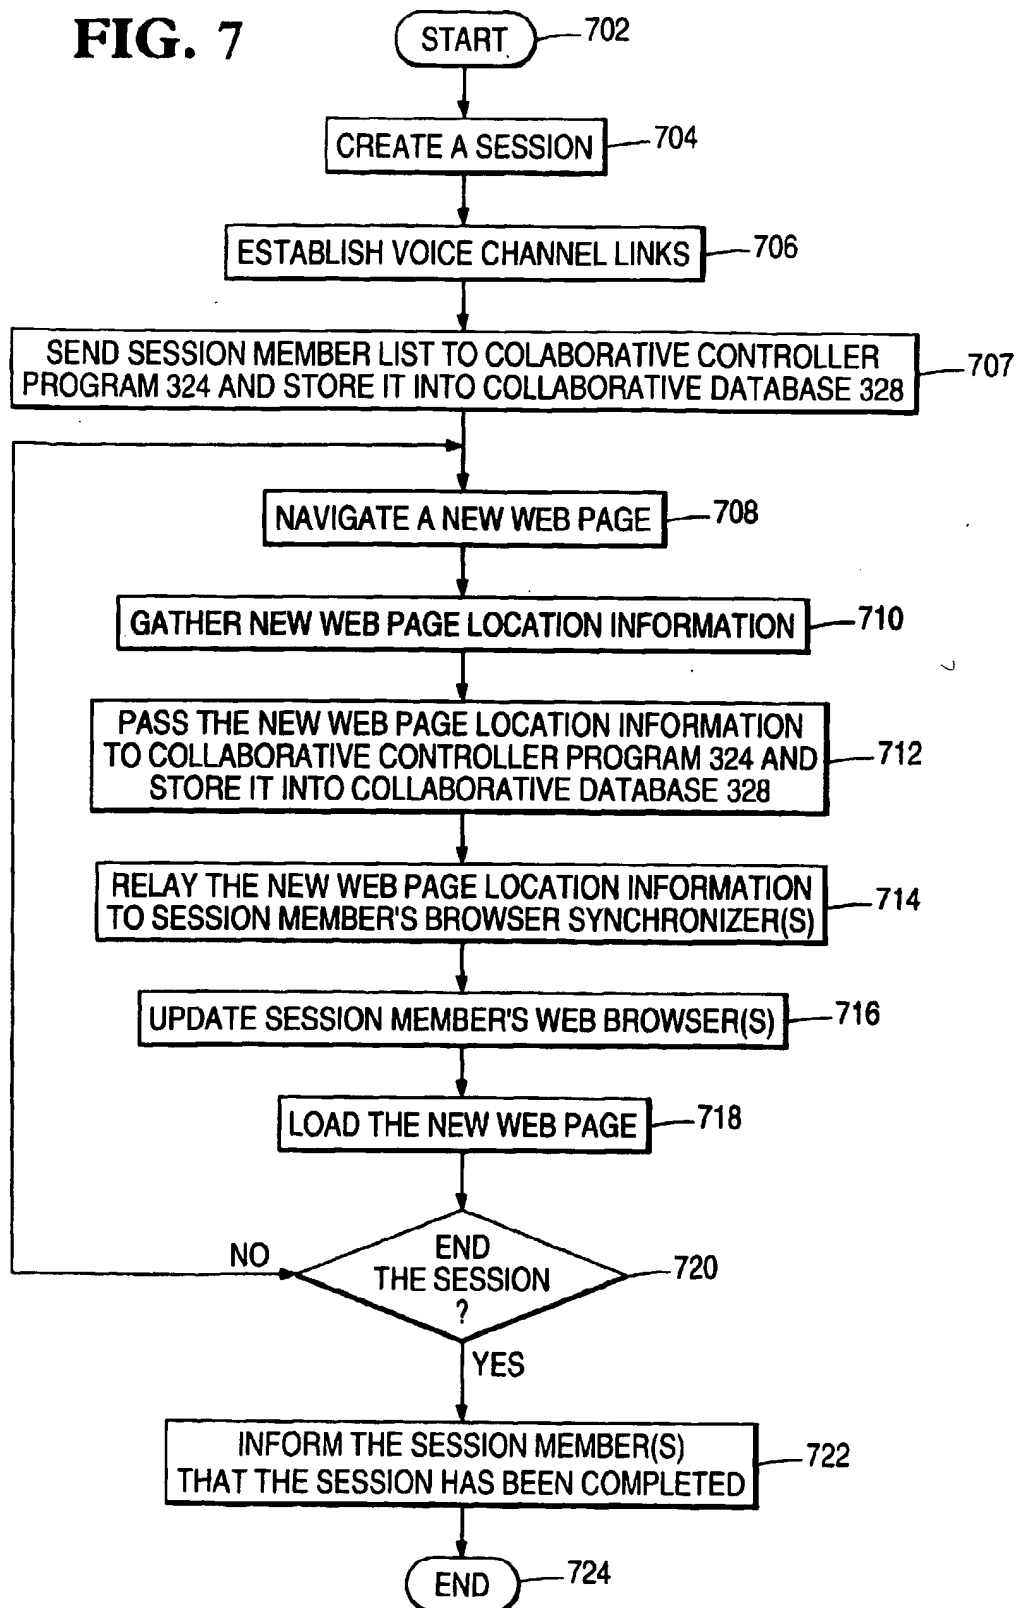 FIG. 7
START
702
CREATE A SESSION
704
ESTABLISH VOICE CHANNEL LINKS
706
SEND SESSION MEMBER LIST TO COLABORATIVE CONTROLLER
PROGRAM 324 AND STORE IT INTO COLLABORATIVE DATABASE 328
707
NAVIGATE A NEW WEB PAGE
708
GATHER NEW WEB PAGE LOCATION INFORMATION
710
PASS THE NEW WEB PAGE LOCATION INFORMATION
TO COLLABORATIVE CONTROLLER PROGRAM 324 AND
STORE IT INTO COLLABORATIVE DATABASE 328
712
RELAY THE NEW WEB PAGE LOCATION INFORMATION
TO SESSION MEMBER'S BROWSER SYNCHRONIZER(S)
714
UPDATE SESSION MEMBER'S WEB BROWSER(S)
716
LOAD THE NEW WEB PAGE
718
NO
END
THE SESSION
?
720
YES
INFORM THE SESSION MEMBER(S)
THAT THE SESSION HAS BEEN COMPLETED
722
END
724